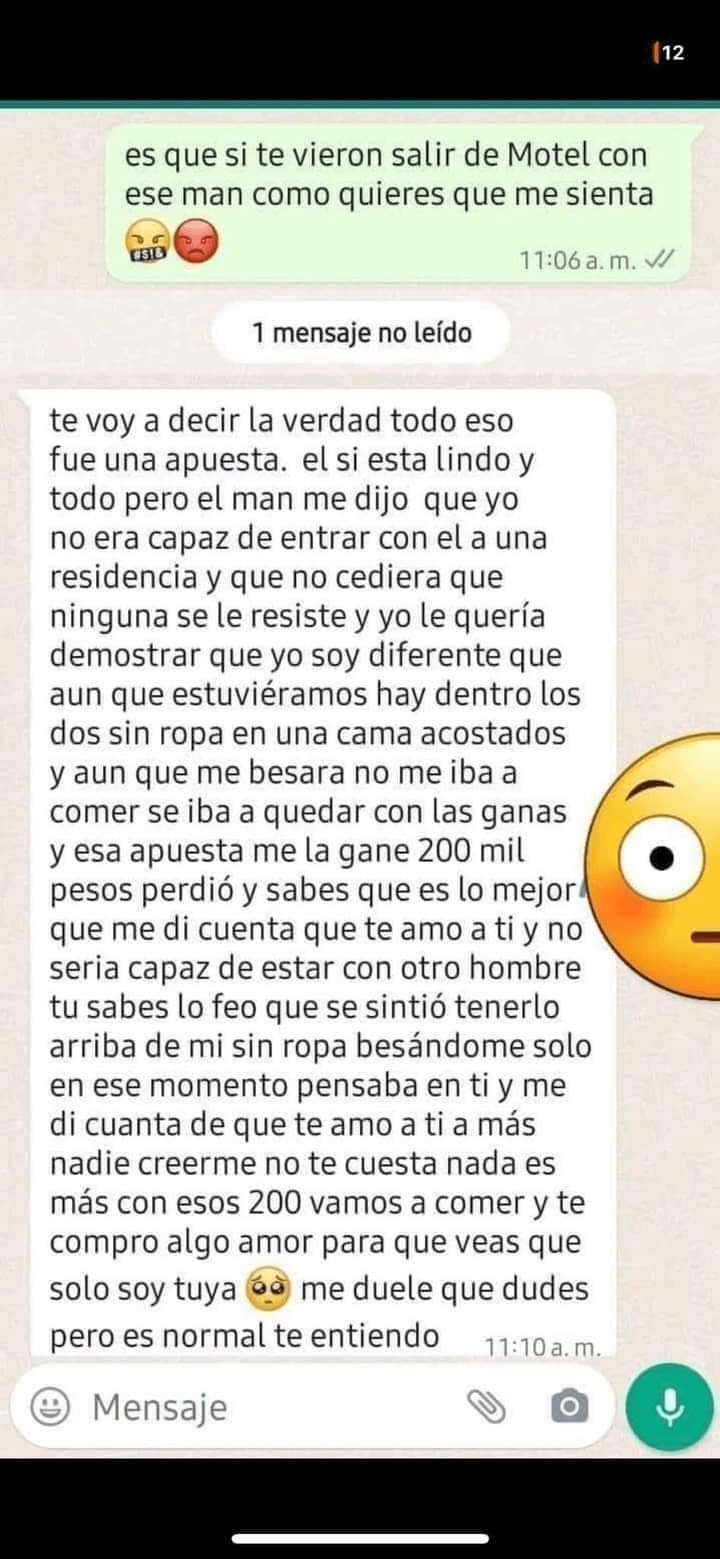 12
es que si te vieron salir de Motel con
ese man como quieres que me sienta
11:06 a. m.
1 mensaje no leído
te voy a decir la verdad todo eso
fue una apuesta. el si esta lindo y
todo pero el man me dijo que yo
no era capaz de entrar con el a una
residencia y que no cediera que
ninguna se le resiste y yo le quería
demostrar que yo soy diferente que
aun que estuviéramos hay dentro los
dos sin ropa en una cama acostados
y aun que me besara no me iba a
comer se iba a quedar con las ganas
y esa apuesta me la gane 200 mil
pesos perdió y sabes que es lo mejor
que me di cuenta que te amo a ti y no
seria capaz de estar con otro hombre
tu sabes lo feo que se sintió tenerlo
arriba de mi sin ropa besándome solo
en ese momento pensaba en ti y me
di cuanta de que te amo a ti a más
nadie creerme no te cuesta nada es
más con esos 200 vamos a comer y te
compro algo amor para que veas que
solo soy tuya 🥺 me duele que dudes
pero es normal te entiendo
11:10 a. m.
Mensaje